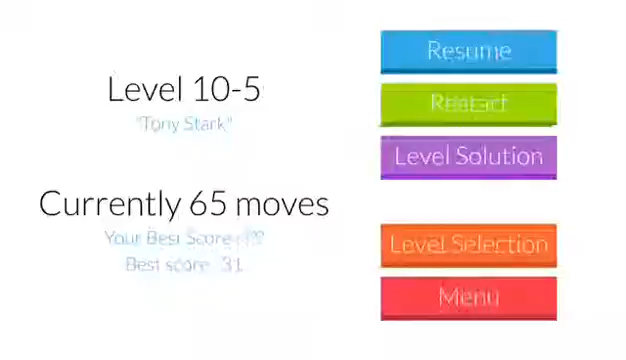 Level 10-5
"Tony Stark"
Currently 65 moves
Your Best Score :
Best score : 31
Resume
Restart
Level Solution
Level Selection
Menu